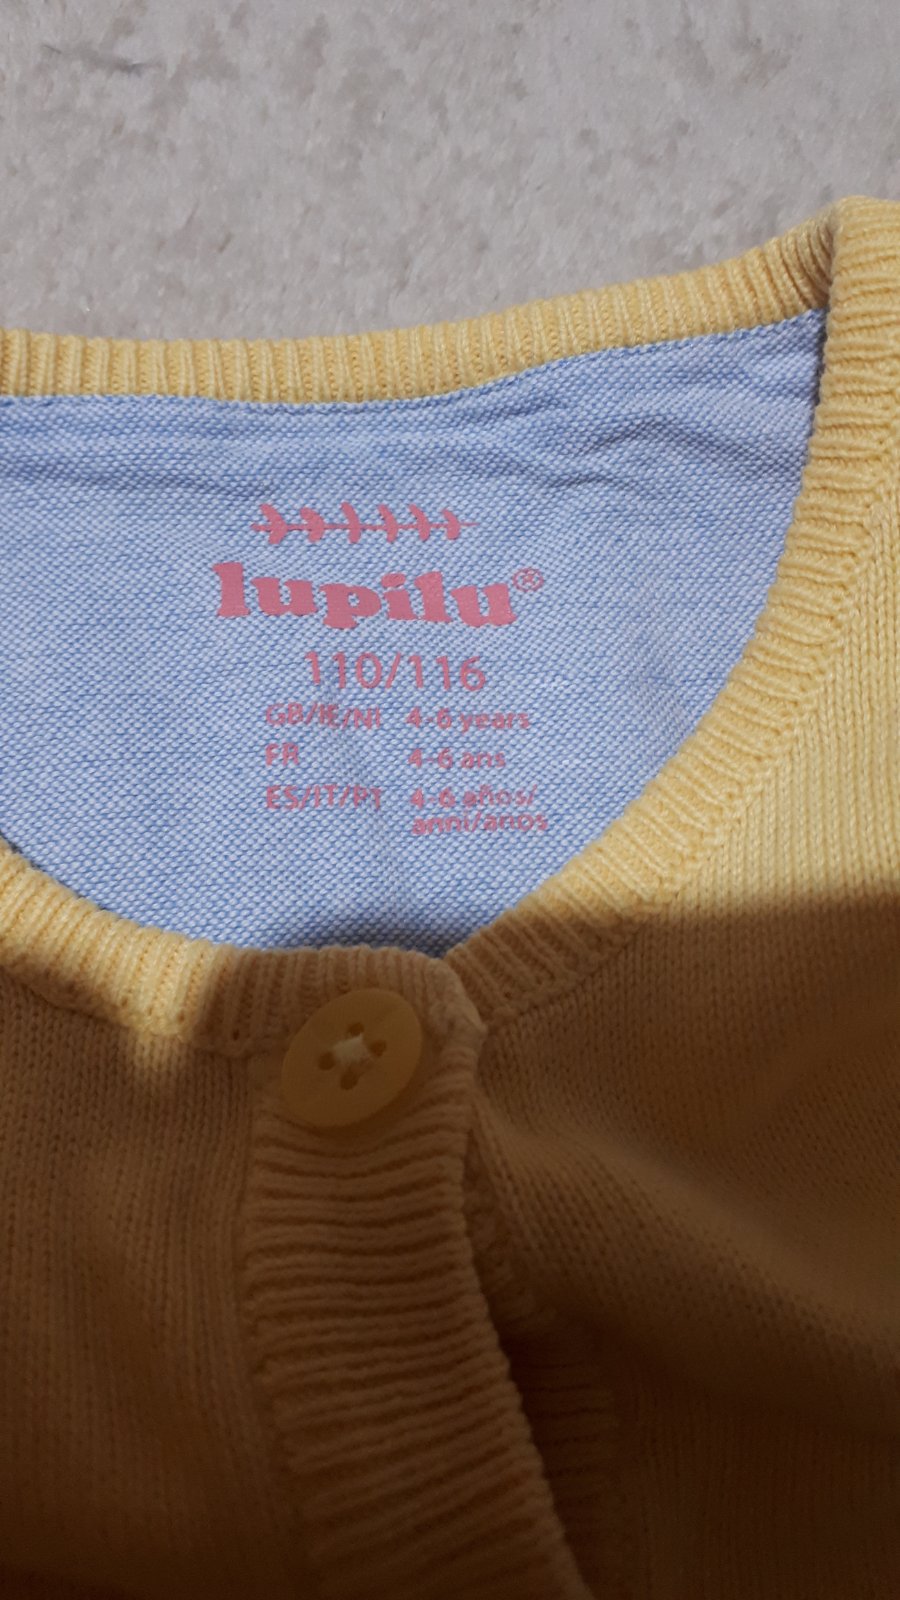 lupilu®
110/116
GB/IE/NI 4-6 years
FR 4-6 ans
ES/IT/PT 4-6 años/
anni/anos